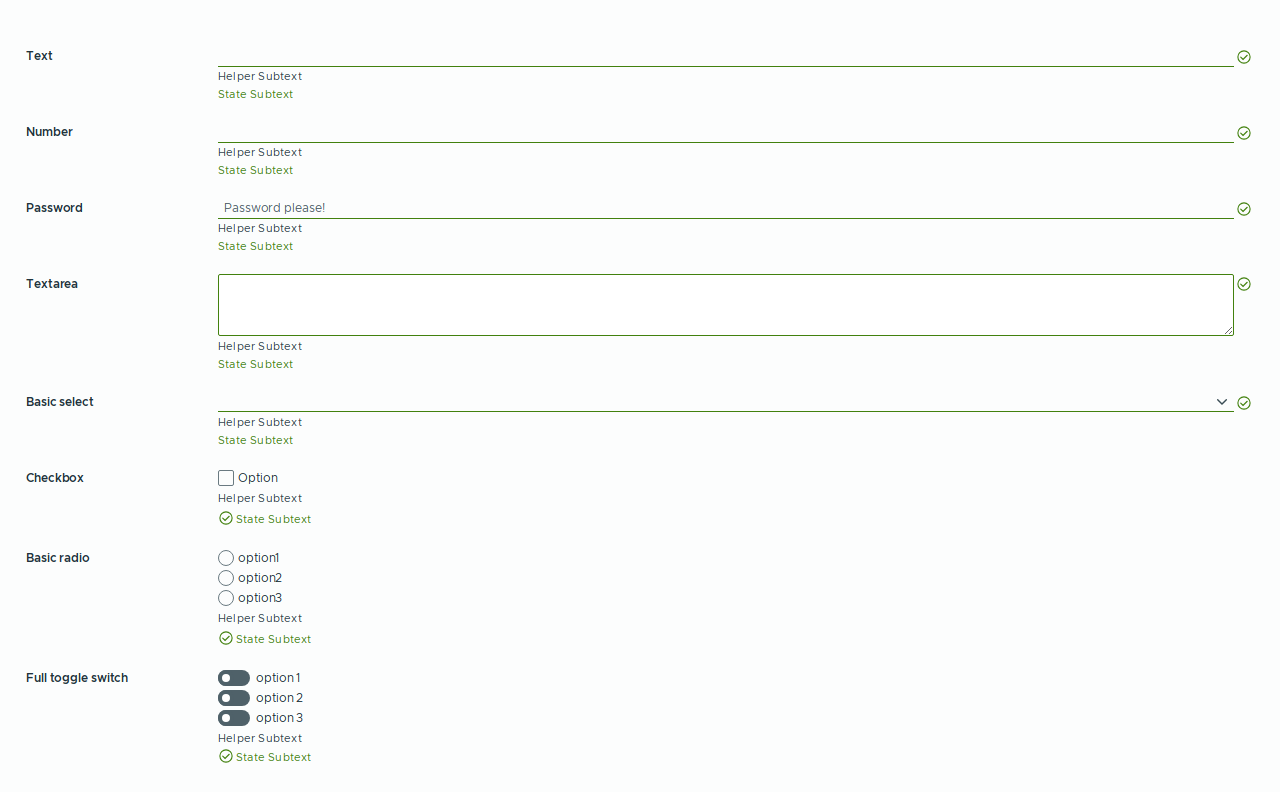 Text
Helper Subtext
State Subtext
Number
Helper Subtext
State Subtext
Password
Password please!
Helper Subtext
State Subtext
Textarea
Helper Subtext
State Subtext
Basic select
Helper Subtext
State Subtext
Checkbox
Option
Helper Subtext
State Subtext
Basic radio
option1
option2
option3
Helper Subtext
State Subtext
Full toggle switch
option 1
option 2
option 3
Helper Subtext
State Subtext